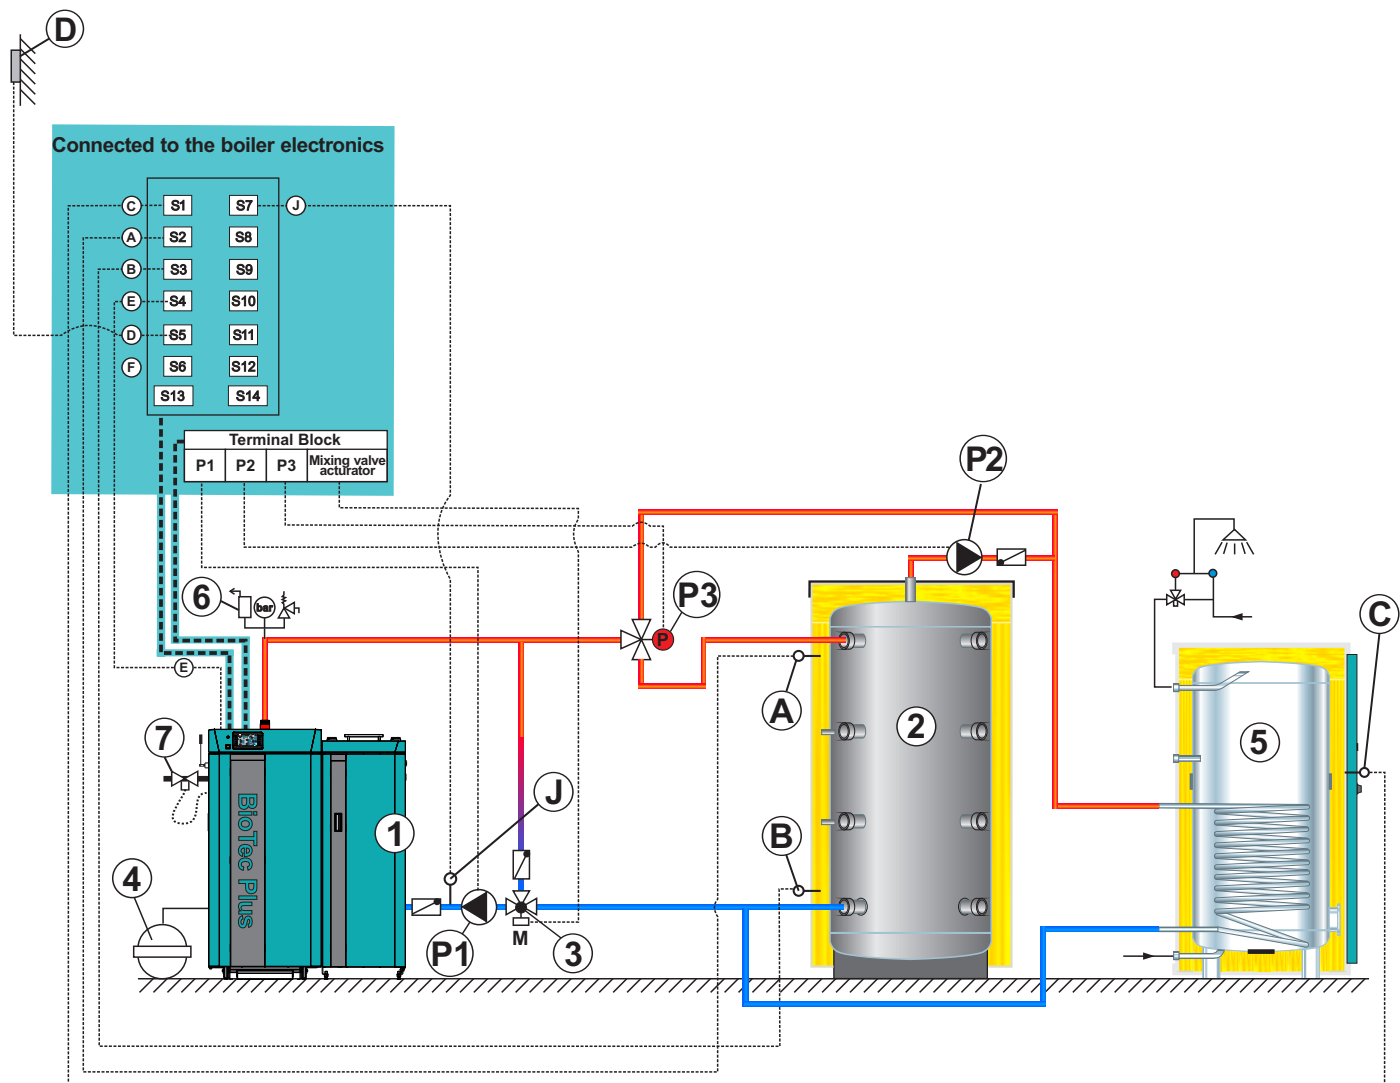 D
Connected to the boiler electronics
C S1 S7 J
A S2 S8
B S3 S9
E S4 S10
D S5 S11
F S6 S12
S13 S14
Terminal Block
P1 P2 P3 Mixing valve
acturator
P2
6 bar
P3
P
C
E
A
2
5
7
J
BioTec Plus
1
B
4
P1
M
3